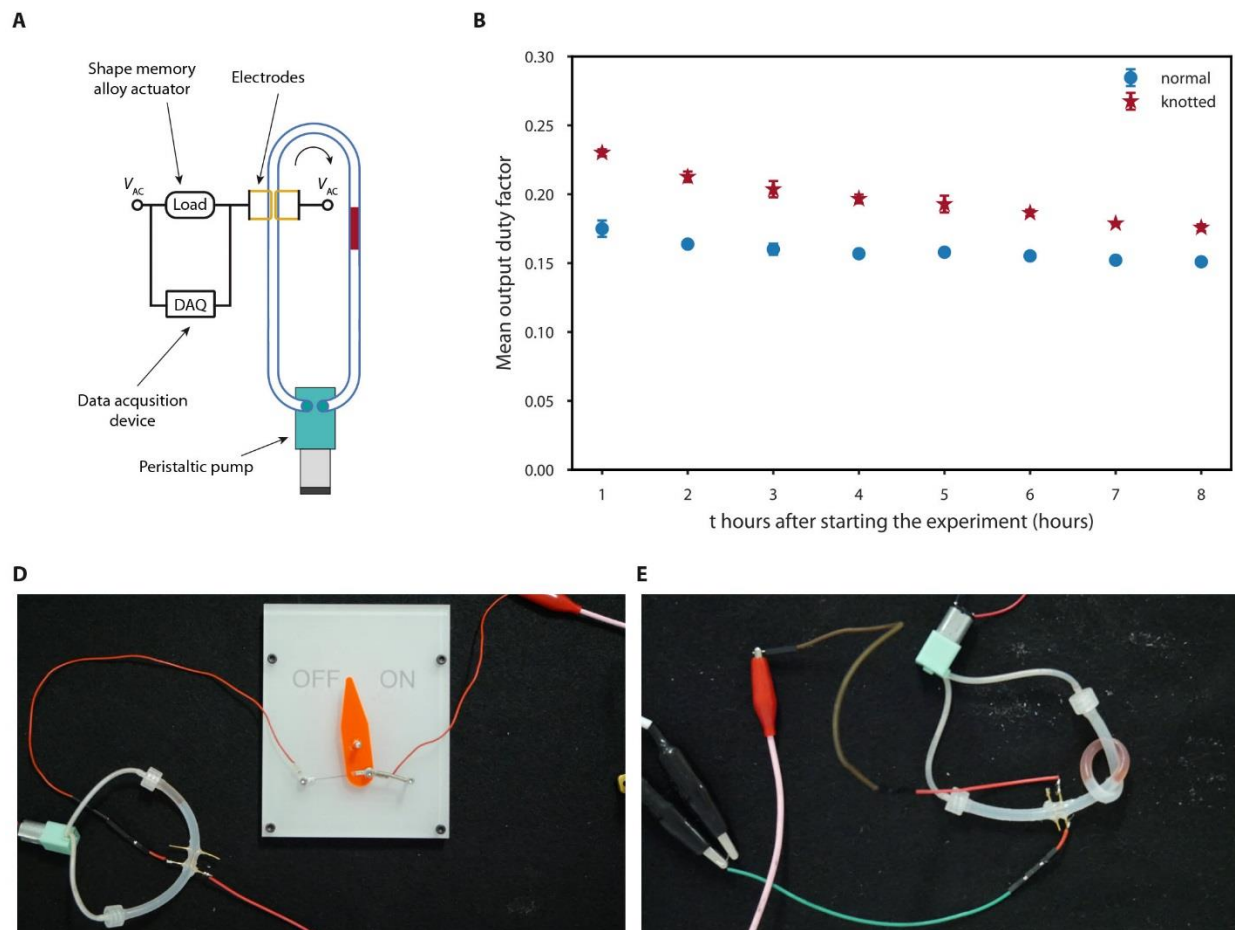 A
Shape memory
alloy actuator
Electrodes
V_AC
Load
V_AC
DAQ
Data acqusition
device
Peristaltic pump
B
Mean output duty factor
0.30
0.25
0.20
0.15
0.10
0.05
0.00
normal
knotted
1 2 3 4 5 6 7 8
t hours after starting the experiment (hours)
D
OFF ON
E